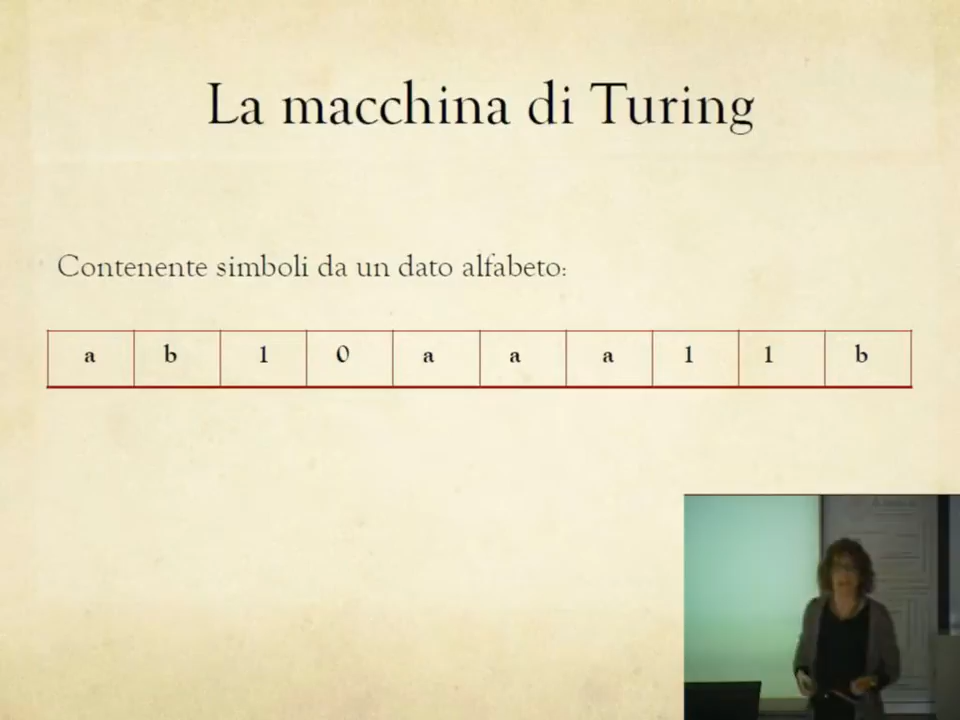 La macchina di Turing
Contenente simboli da un dato alfabeto:
a b 1 0 a a a 1 1 b